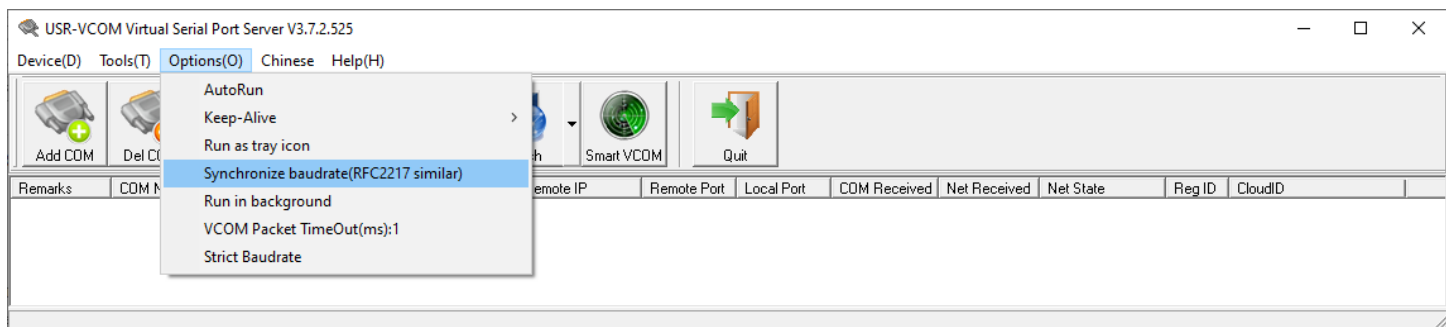 USR-VCOM Virtual Serial Port Server V3.7.2.525
Device(D) Tools(T) Options(O) Chinese Help(H)
AutoRun
Keep-Alive
Run as tray icon
Synchronize baudrate(RFC2217 similar)
Run in background
VCOM Packet TimeOut(ms):1
Strict Baudrate
Add COM Del Smart VCOM Quit
Remarks COM IP Remote Port Local Port COM Received Net Received Net State Reg ID CloudID